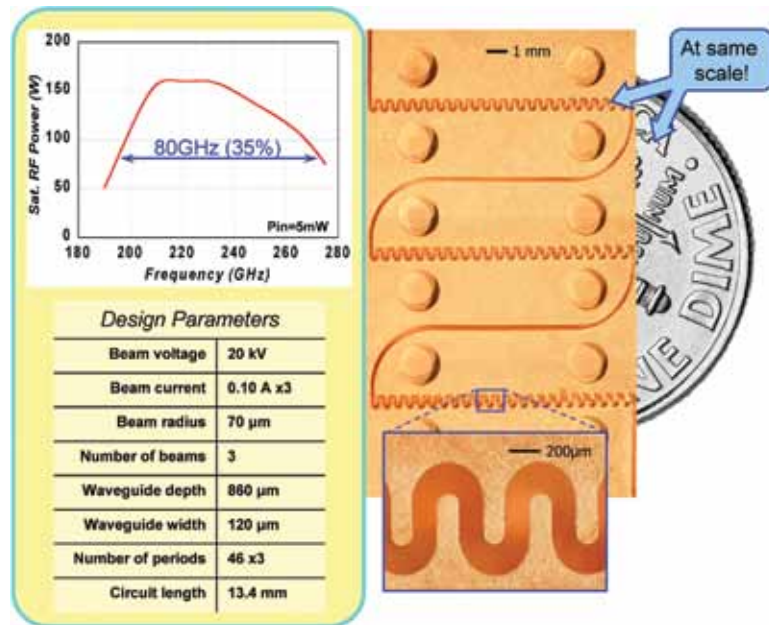 200
150
100
50
0
Sat. RF Power (W)
80GHz (35%)
Pin=5mW
180 200 220 240 260 280
Frequency (GHz)
Design Parameters
Beam voltage 20 kV
Beam current 0.10 A x3
Beam radius 70 µm
Number of beams 3
Waveguide depth 860 µm
Waveguide width 120 µm
Number of periods 46 x3
Circuit length 13.4 mm
1 mm
At same
scale!
200µm
DIME